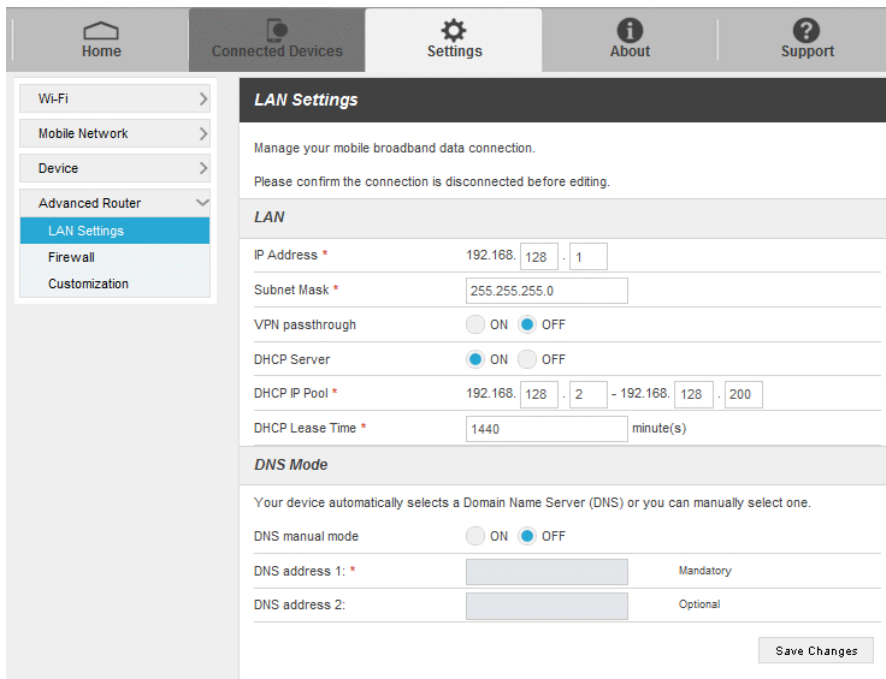 Home
Connected Devices
Settings
About
Support
Wi-Fi
Mobile Network
Device
Advanced Router
LAN Settings
Firewall
Customization
LAN Settings
Manage your mobile broadband data connection.
Please confirm the connection is disconnected before editing.
LAN
IP Address * 192.168. 128 . 1
Subnet Mask * 255.255.255.0
VPN passthrough ON OFF
DHCP Server ON OFF
DHCP IP Pool * 192.168. 128 . 2 - 192.168. 128 . 200
DHCP Lease Time * 1440 minute(s)
DNS Mode
Your device automatically selects a Domain Name Server (DNS) or you can manually select one.
DNS manual mode ON OFF
DNS address 1: * Mandatory
DNS address 2: Optional
Save Changes